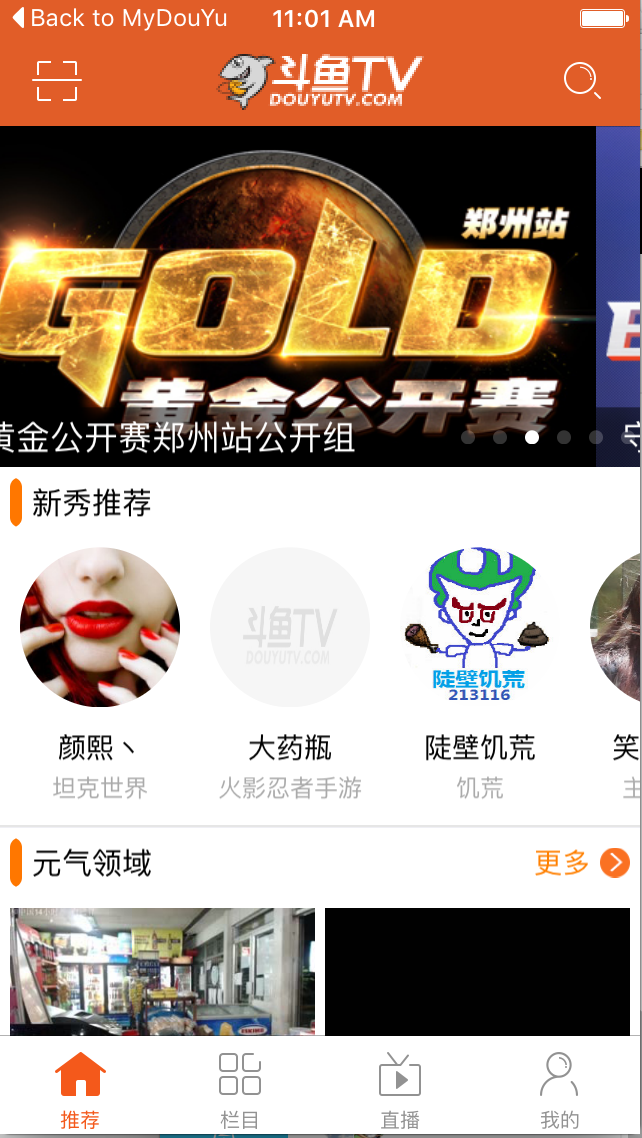 Back to MyDouYu
11:01 AM
斗鱼TV
DOUYUTV.COM
郑州站
GOLD
黄金公开赛
黄金公开赛郑州站公开组
新秀推荐
斗鱼TV
DOUYUTV.COM
陡壁饥荒
213116
颜熙丶
大药瓶
陡壁饥荒
笑
坦克世界
火影忍者手游
饥荒
主
元气领域
更多
推荐
栏目
直播
我的